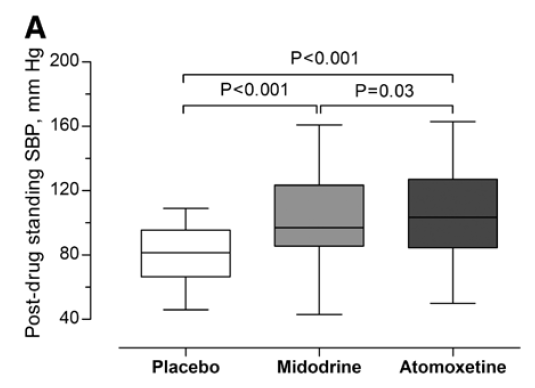 A
Post-drug standing SBP, mm Hg
200
160
120
80
40
P<0.001
P<0.001
P=0.03
Placebo
Midodrine
Atomoxetine